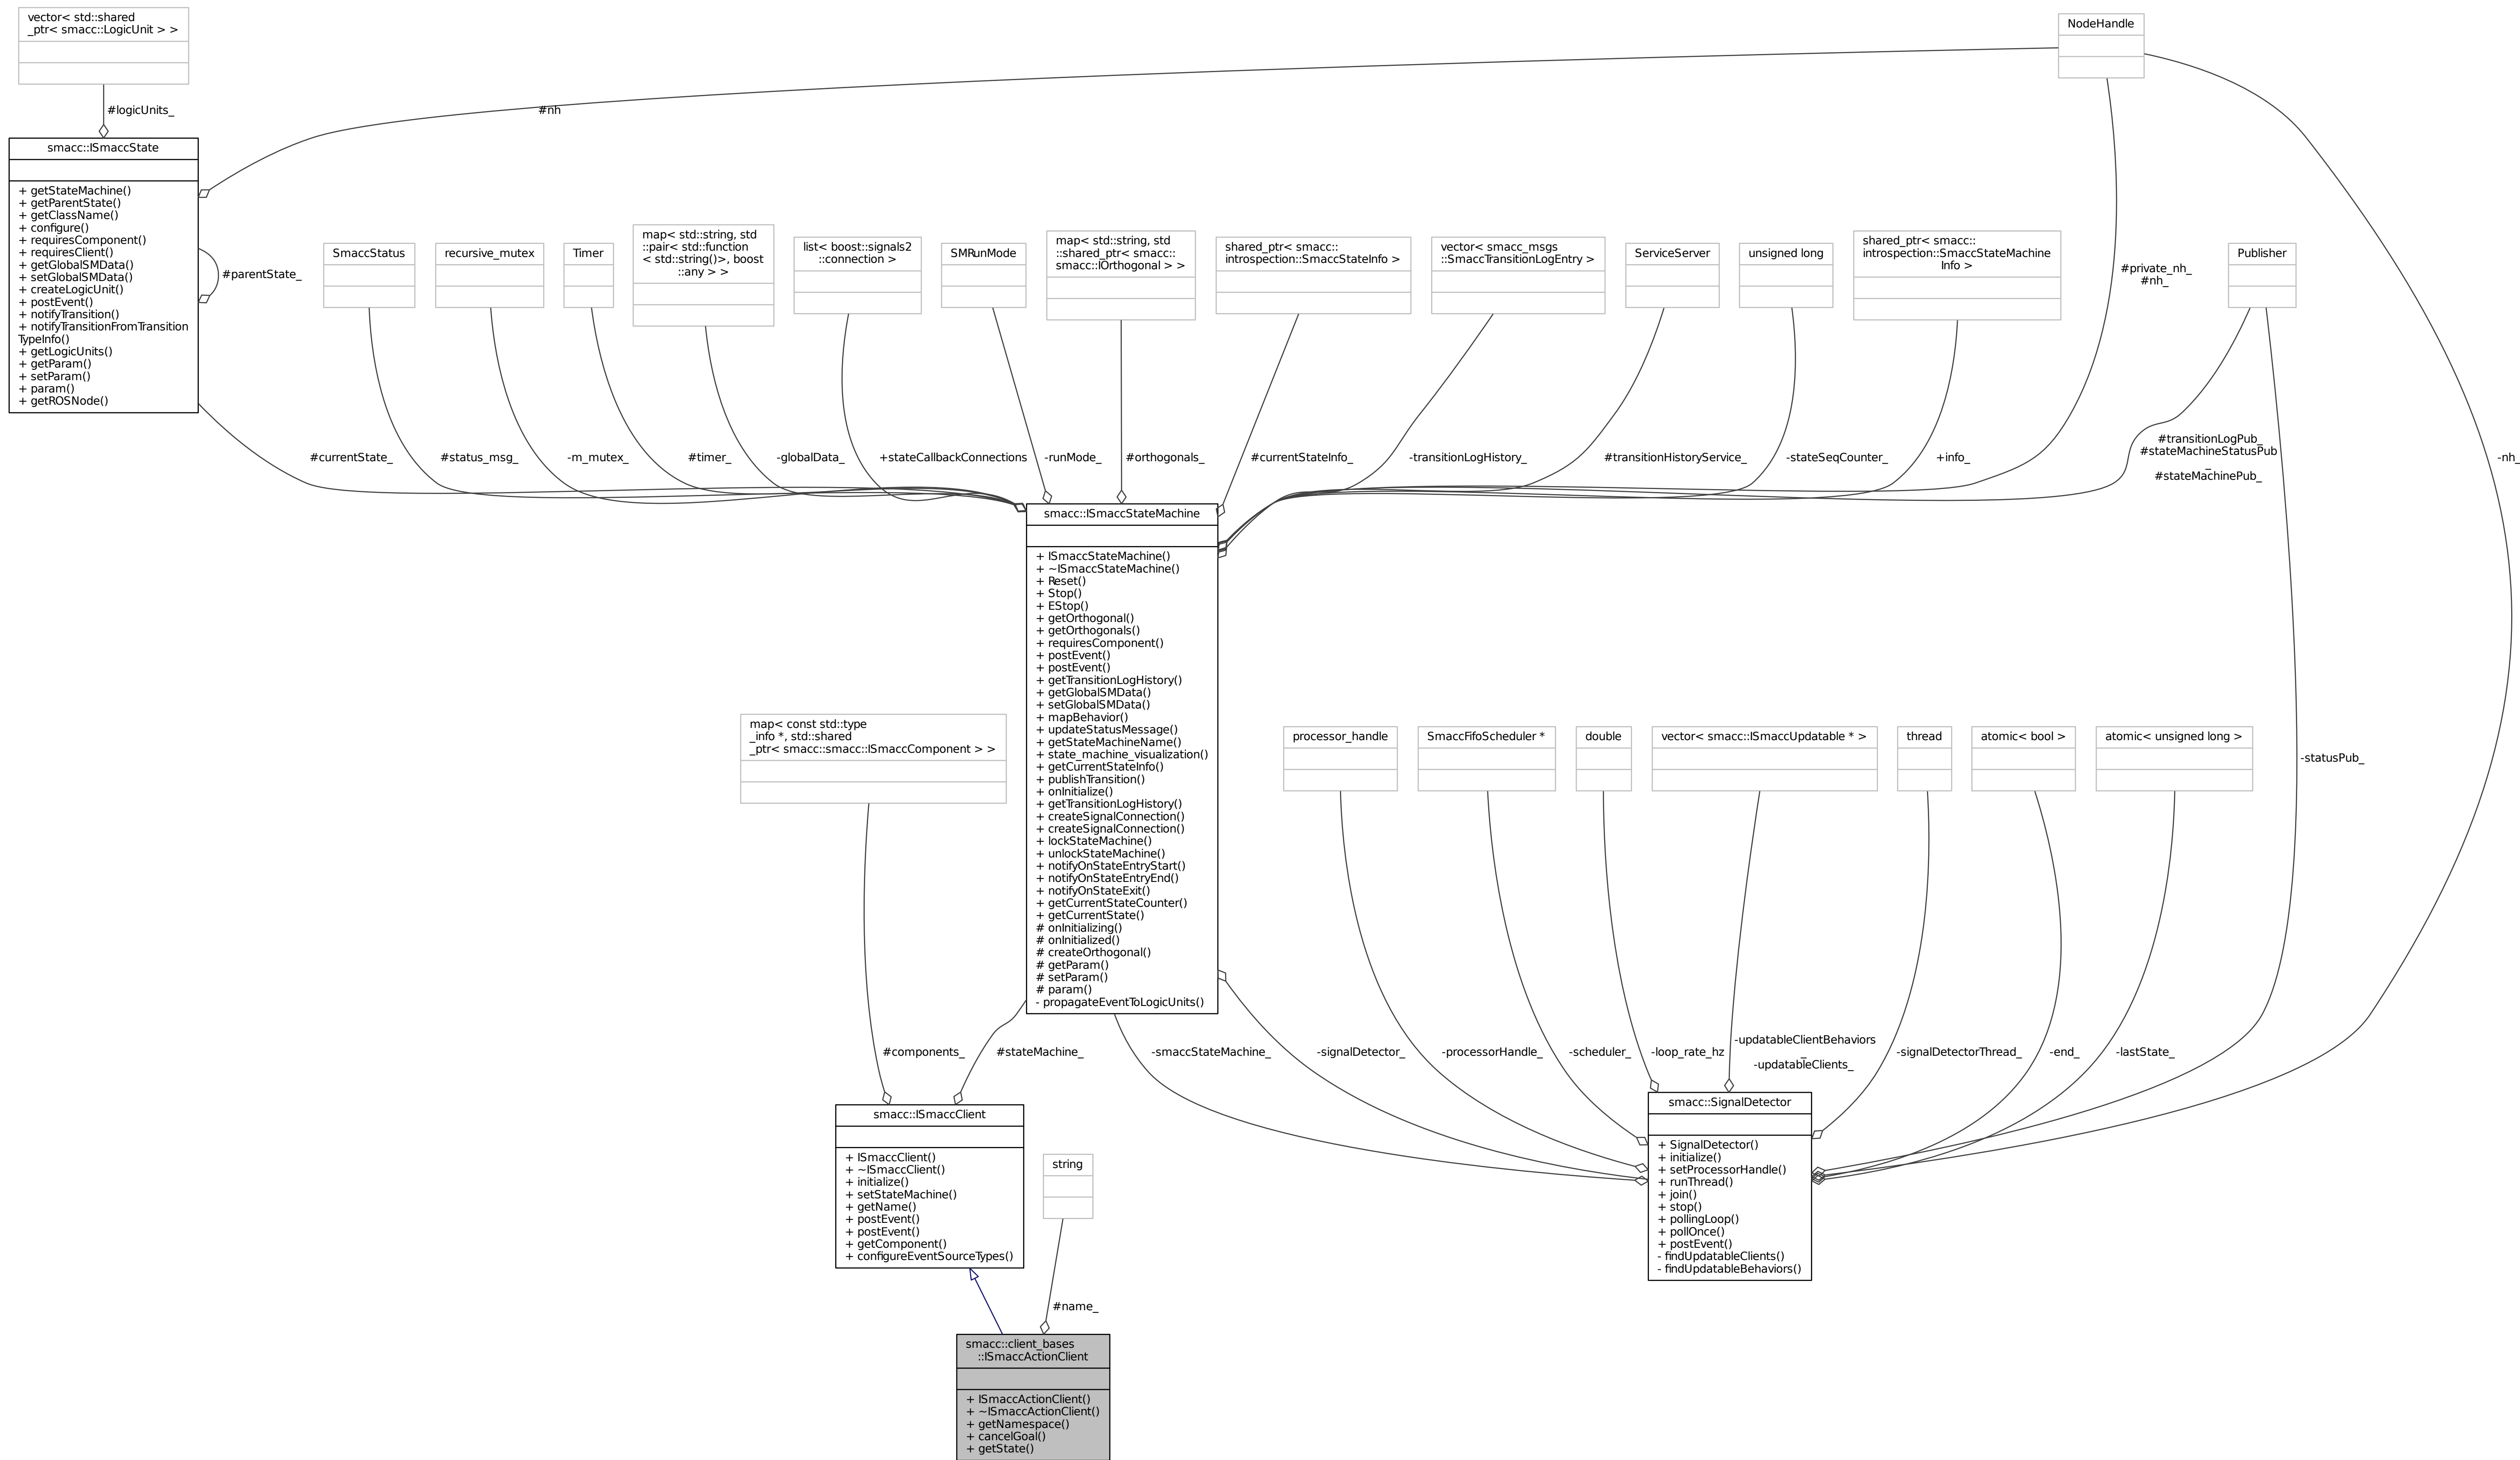 vector< std::shared
_ptr< smacc::LogicUnit > >
NodeHandle
#logicUnits_
#nh
smacc::ISmaccState
+ getStateMachine()
+ getParentState()
+ getClassName()
+ configure()
+ requiresComponent()
+ requiresClient()
+ getGlobalSMData()
+ setGlobalSMData()
+ createLogicUnit()
+ postEvent()
+ notifyTransition()
+ notifyTransitionFromTransition
TypeInfo()
+ getLogicUnits()
+ getParam()
+ setParam()
+ param()
+ getROSNode()
#parentState_
SmaccStatus
recursive_mutex
Timer
map< std::string, std
::pair< std::function
< std::string()>, boost
::any > >
list< boost::signals2
::connection >
SMRunMode
map< std::string, std
::shared_ptr< smacc::
smacc::IOrthogonal > >
shared_ptr< smacc::
introspection::SmaccStateInfo >
vector< smacc_msgs
::SmaccTransitionLogEntry >
ServiceServer
unsigned long
shared_ptr< smacc::
introspection::SmaccStateMachine
Info >
#private_nh_
#nh_
Publisher
#currentState_
#status_msg_
-m_mutex_
#timer_
-globalData_
+stateCallbackConnections
-runMode_
#orthogonals_
#currentStateInfo_
-transitionLogHistory_
#transitionHistoryService_
-stateSeqCounter_
+info_
#transitionLogPub_
#stateMachineStatusPub
_
#stateMachinePub_
-nh_
smacc::ISmaccStateMachine
+ ISmaccStateMachine()
+ ~ISmaccStateMachine()
+ Reset()
+ Stop()
+ EStop()
+ getOrthogonal()
+ getOrthogonals()
+ requiresComponent()
+ postEvent()
+ postEvent()
+ getTransitionLogHistory()
+ getGlobalSMData()
+ setGlobalSMData()
+ mapBehavior()
+ updateStatusMessage()
+ getStateMachineName()
+ state_machine_visualization()
+ getCurrentStateInfo()
+ publishTransition()
+ onInitialize()
+ getTransitionLogHistory()
+ createSignalConnection()
+ createSignalConnection()
+ lockStateMachine()
+ unlockStateMachine()
+ notifyOnStateEntryStart()
+ notifyOnStateEntryEnd()
+ notifyOnStateExit()
+ getCurrentStateCounter()
+ getCurrentState()
# onInitializing()
# onInitialized()
# createOrthogonal()
# getParam()
# setParam()
# param()
- propagateEventToLogicUnits()
map< const std::type
_info *, std::shared
_ptr< smacc::smacc::ISmaccComponent > >
processor_handle
SmaccFifoScheduler *
double
vector< smacc::ISmaccUpdatable * >
thread
atomic< bool >
atomic< unsigned long >
-statusPub_
#components_
#stateMachine_
-smaccStateMachine_
-signalDetector_
-processorHandle_
-scheduler_
-loop_rate_hz
-updatableClientBehaviors
_
-updatableClients_
-signalDetectorThread_
-end_
-lastState_
smacc::ISmaccClient
+ ISmaccClient()
+ ~ISmaccClient()
+ initialize()
+ setStateMachine()
+ getName()
+ postEvent()
+ postEvent()
+ getComponent()
+ configureEventSourceTypes()
string
smacc::SignalDetector
+ SignalDetector()
+ initialize()
+ setProcessorHandle()
+ runThread()
+ join()
+ stop()
+ pollingLoop()
+ pollOnce()
+ postEvent()
- findUpdatableClients()
- findUpdatableBehaviors()
#name_
smacc::client_bases
::ISmaccActionClient
+ ISmaccActionClient()
+ ~ISmaccActionClient()
+ getNamespace()
+ cancelGoal()
+ getState()